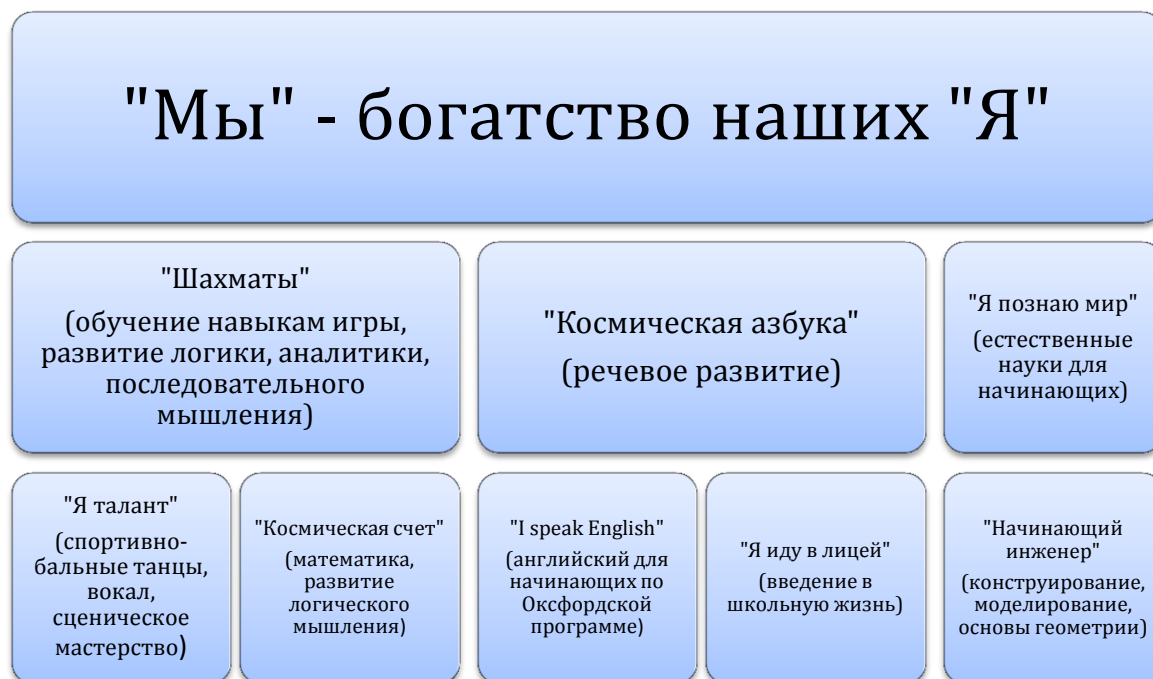 "Мы" - богатство наших "Я"
"Шахматы"
(обучение навыкам игры,
развитие логики, аналитики,
последовательного
мышления)
"Космическая азбука"
(речевое развитие)
"Я познаю мир"
(естественные
науки для
начинающих)
"Я талант"
(спортивно-
бальные танцы,
вокал,
сценическое
мастерство)
"Космическая счет"
(математика,
развитие
логического
мышления)
"I speak English"
(английский для
начинающих по
Оксфордской
программе)
"Я иду в лицей"
(введение в
школьную жизнь)
"Начинающий
инженер"
(конструирование,
моделирование,
основы геометрии)